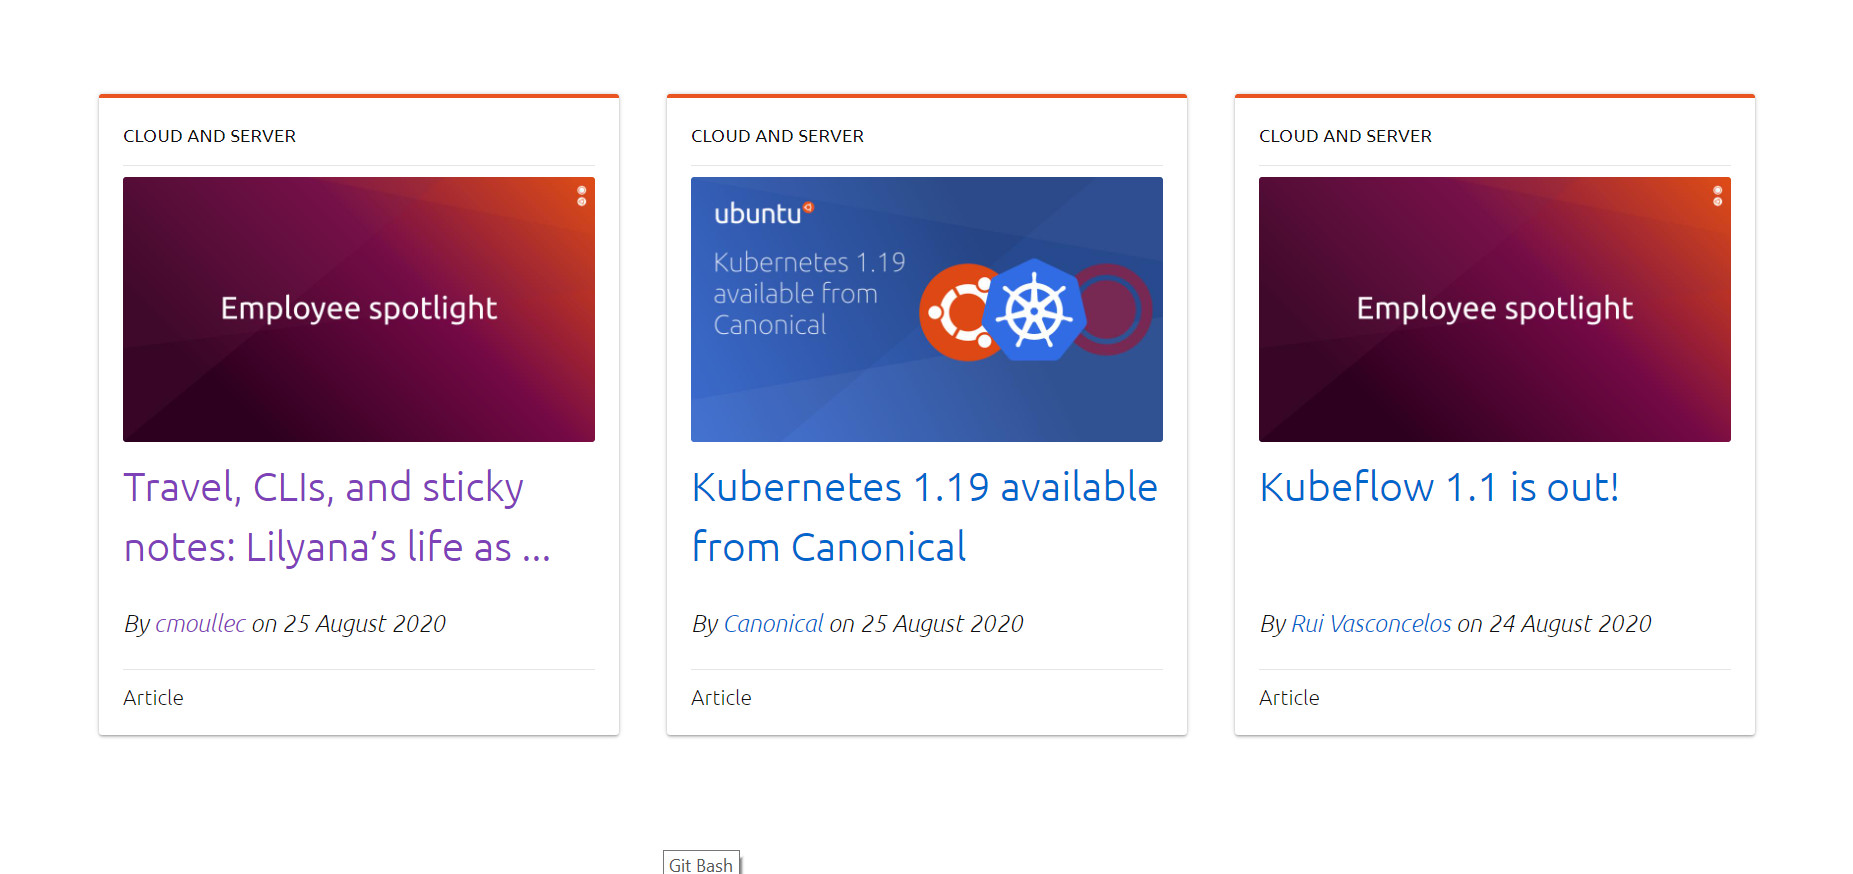 CLOUD AND SERVER
Employee spotlight
Travel, CLIs, and sticky
notes: Lilyana’s life as ...
By cmoullec on 25 August 2020
Article
CLOUD AND SERVER
ubuntu
Kubernetes 1.19
available from
Canonical
Kubernetes 1.19 available
from Canonical
By Canonical on 25 August 2020
Article
CLOUD AND SERVER
Employee spotlight
Kubeflow 1.1 is out!
By Rui Vasconcelos on 24 August 2020
Article
Git Bash